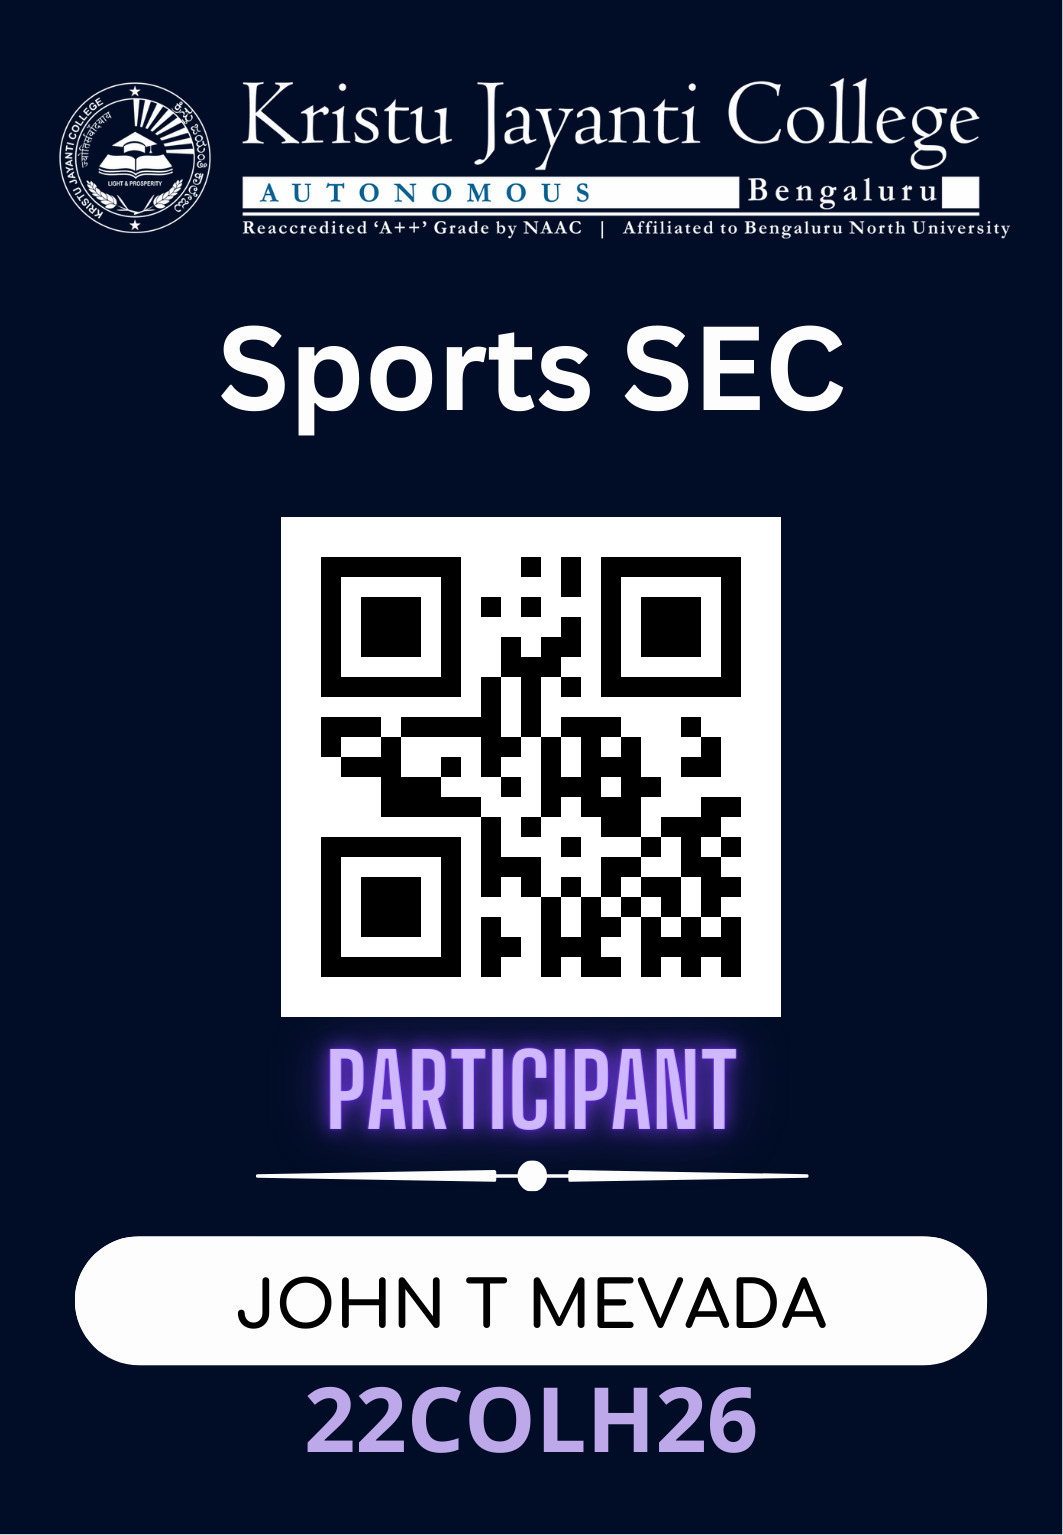 KRISTU JAYANTI COLLEGE
ಕ್ರಿಸ್ತು ಜಯಂತಿ ಕಾಲೇಜು
LIGHT & PROSPERITY
Kristu Jayanti College
AUTONOMOUS Bengaluru
Reaccredited ‘A++’ Grade by NAAC | Affiliated to Bengaluru North University
Sports SEC
PARTICIPANT
JOHN T MEVADA
22COLH26